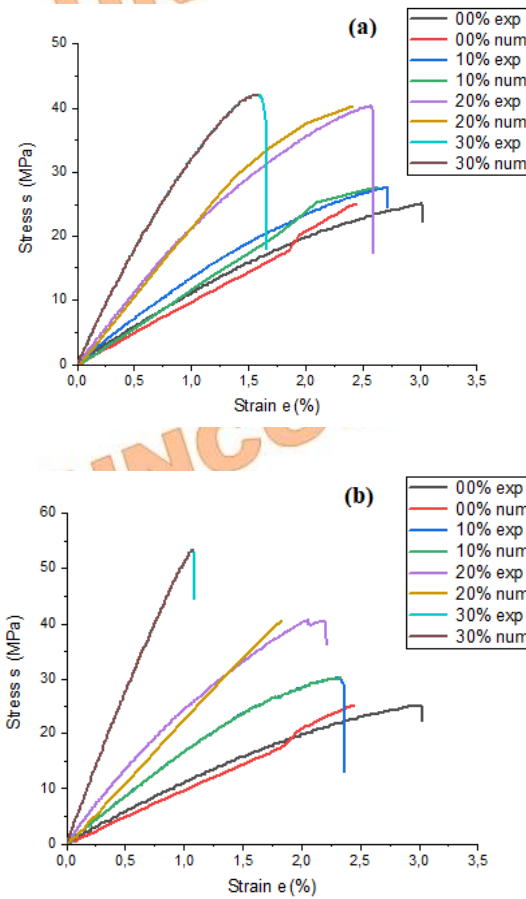 (a)
00% exp
00% num
10% exp
10% num
20% exp
20% num
30% exp
30% num
50
40
30
20
10
0
Stress s (MPa)
0,0 0,5 1,0 1,5 2,0 2,5 3,0 3,5
Strain e (%)
UNCO
(b)
00% exp
00% num
10% exp
10% num
20% exp
20% num
30% exp
30% num
60
50
40
30
20
10
0
Stress s (MPa)
0,0 0,5 1,0 1,5 2,0 2,5 3,0 3,5
Strain e (%)